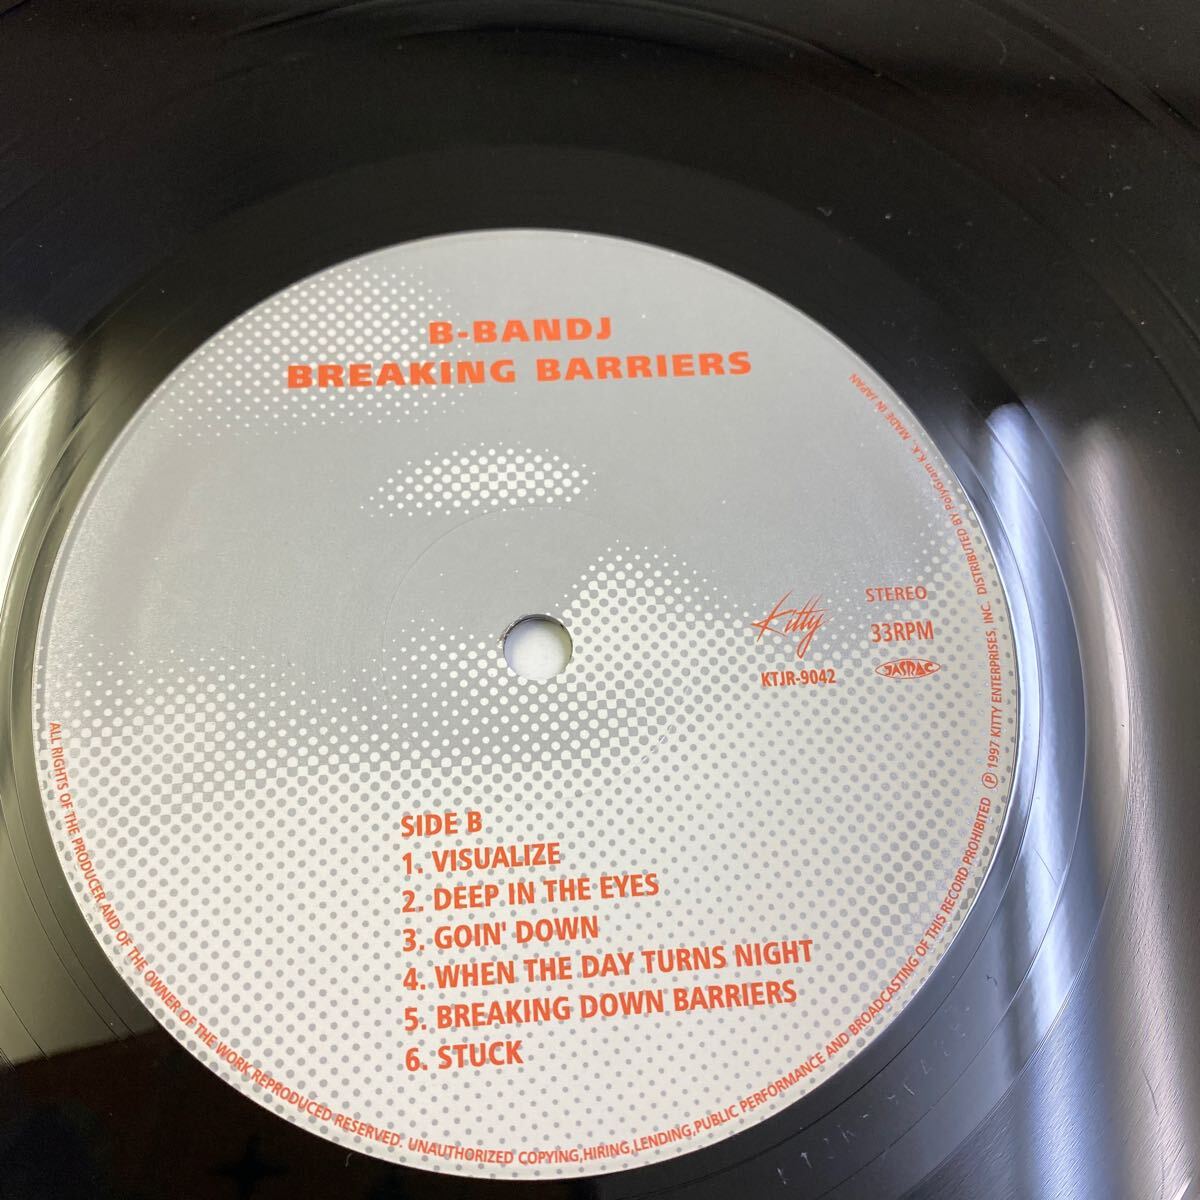 B-BANDJ
BREAKING BARRIERS
Kitty
KTJR-9042
STEREO
33RPM
JASRAC
SIDE B
1. VISUALIZE
2. DEEP IN THE EYES
3. GOIN' DOWN
4. WHEN THE DAY TURNS NIGHT
5. BREAKING DOWN BARRIERS
6. STUCK
ALL RIGHTS OF THE PRODUCER AND OF THE OWNER OF THE WORK REPRODUCED RESERVED. UNAUTHORIZED COPYING,HIRING,LENDING,PUBLIC PERFORMANCE AND BROADCASTING OF THIS RECORD PROHIBITED ℗ 1997 KITTY ENTERPRISES, INC. DISTRIBUTED BY PolyGram K.K. MADE IN JAPAN